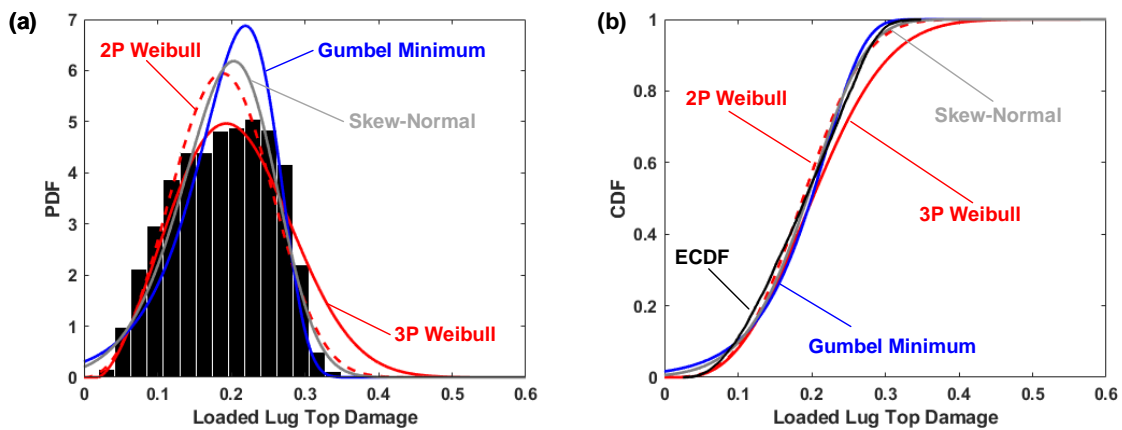 (a)
7
6
5
4
3
2
1
0
PDF
0 0.1 0.2 0.3 0.4 0.5 0.6
Loaded Lug Top Damage
2P Weibull
Gumbel Minimum
Skew-Normal
3P Weibull
(b)
1
0.8
0.6
0.4
0.2
0
CDF
0 0.1 0.2 0.3 0.4 0.5 0.6
Loaded Lug Top Damage
2P Weibull
Skew-Normal
3P Weibull
ECDF
Gumbel Minimum